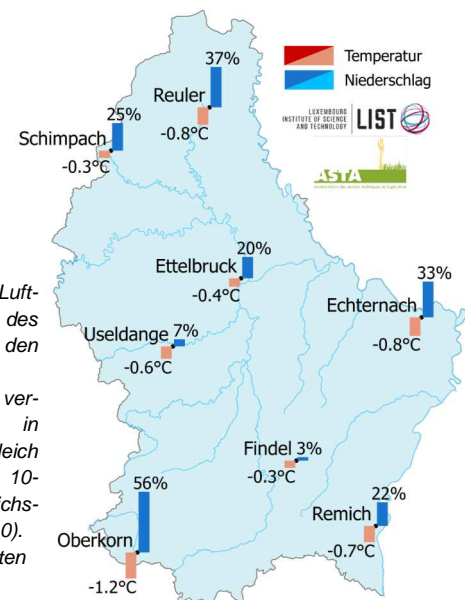 37%
Temperatur
Reuler
Niederschlag
25%
-0.8°C
LUXEMBOURG
INSTITUTE OF SCIENCE
AND TECHNOLOGY
LIST
Schimpach
-0.3°C
ASTA
20%
Ettelbruck
33%
Luft-
-0.4°C
Echternach
des
Useldange 7%
den
-0.8°C
-0.6°C
ver-
in
leich
Findel 3%
10-
56%
-0.3°C
ichs-
22%
0).
Remich
Oberkorn
ten
-0.7°C
-1.2°C